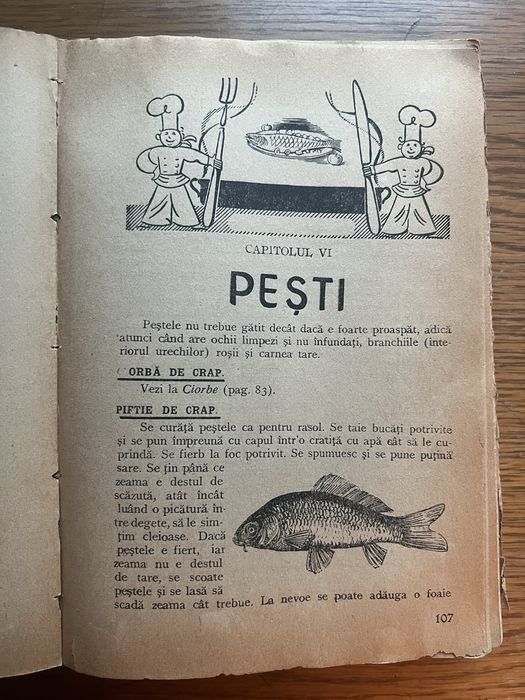 CAPITOLUL VI
PEȘTI
Peștele nu trebue gătit decât dacă e foarte proaspăt, adică
atunci când are ochii limpezi și nu înfundați, branchiile (inte-
riorul urechilor) roșii și carnea tare.
CIORBĂ DE CRAP.
Vezi la Ciorbe (pag. 83).
PIFTIE DE CRAP.
Se curăță peștele ca pentru rasol. Se taie bucăți potrivite
și se pun împreună cu capul într'o cratiță cu apă cât să le cu-
prindă. Se fierb la foc potrivit. Se spumuesc și se pune puțină
sare. Se țin până ce
zeama e destul de
scăzută, atât încât
luând o picătură în-
tre degete, să le sim-
țim cleioase. Dacă
peștele e fiert, iar
zeama nu e destul
de tare, se scoate
peștele și se lasă să
scadă zeama cât trebue. La nevoe se poate adăuga o foaie
107